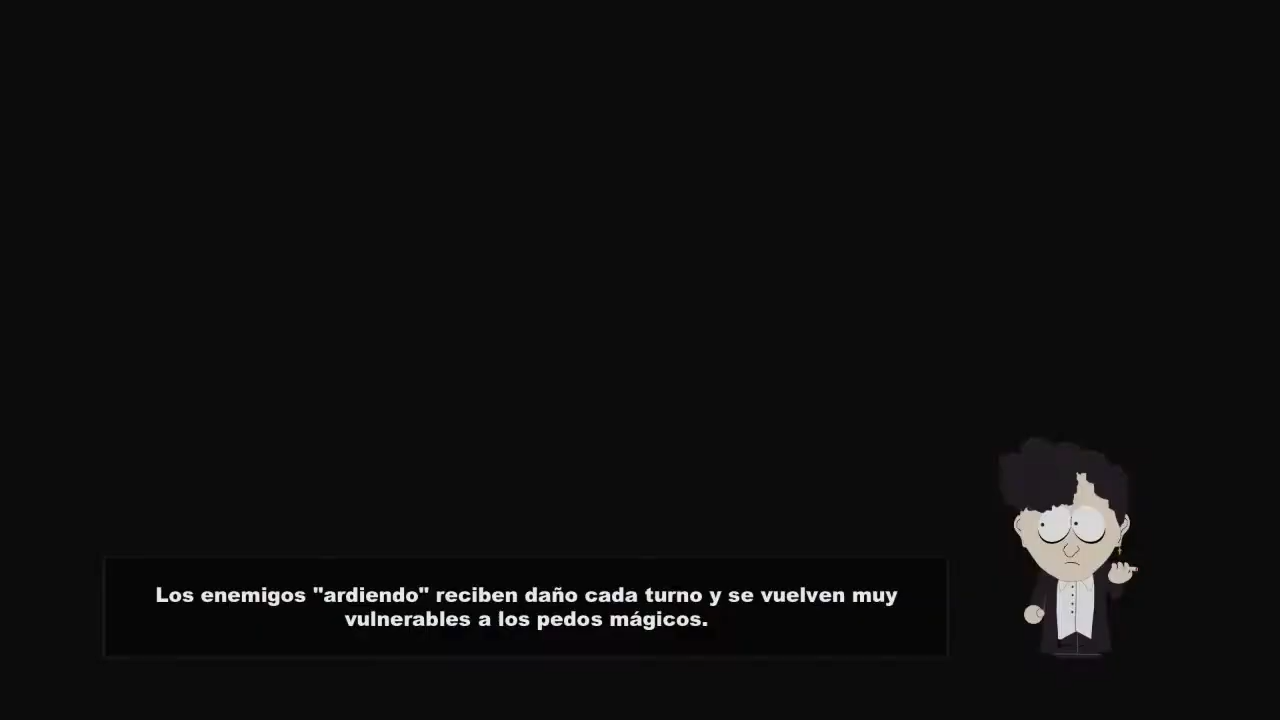 Los enemigos "ardiendo" reciben daño cada turno y se vuelven muy
vulnerables a los pedos mágicos.